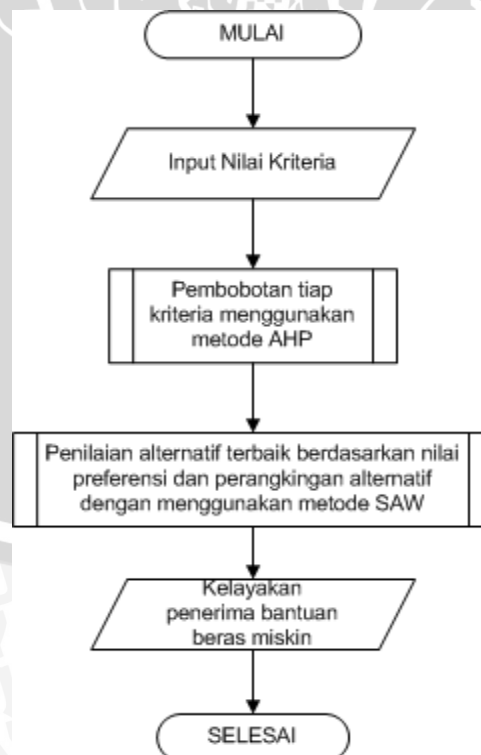 MULAI
Input Nilai Kriteria
Pembobotan tiap
kriteria menggunakan
metode AHP
Penilaian alternatif terbaik berdasarkan nilai
preferensi dan perangkingan alternatif
dengan menggunakan metode SAW
Kelayakan
penerima bantuan
beras miskin
SELESAI